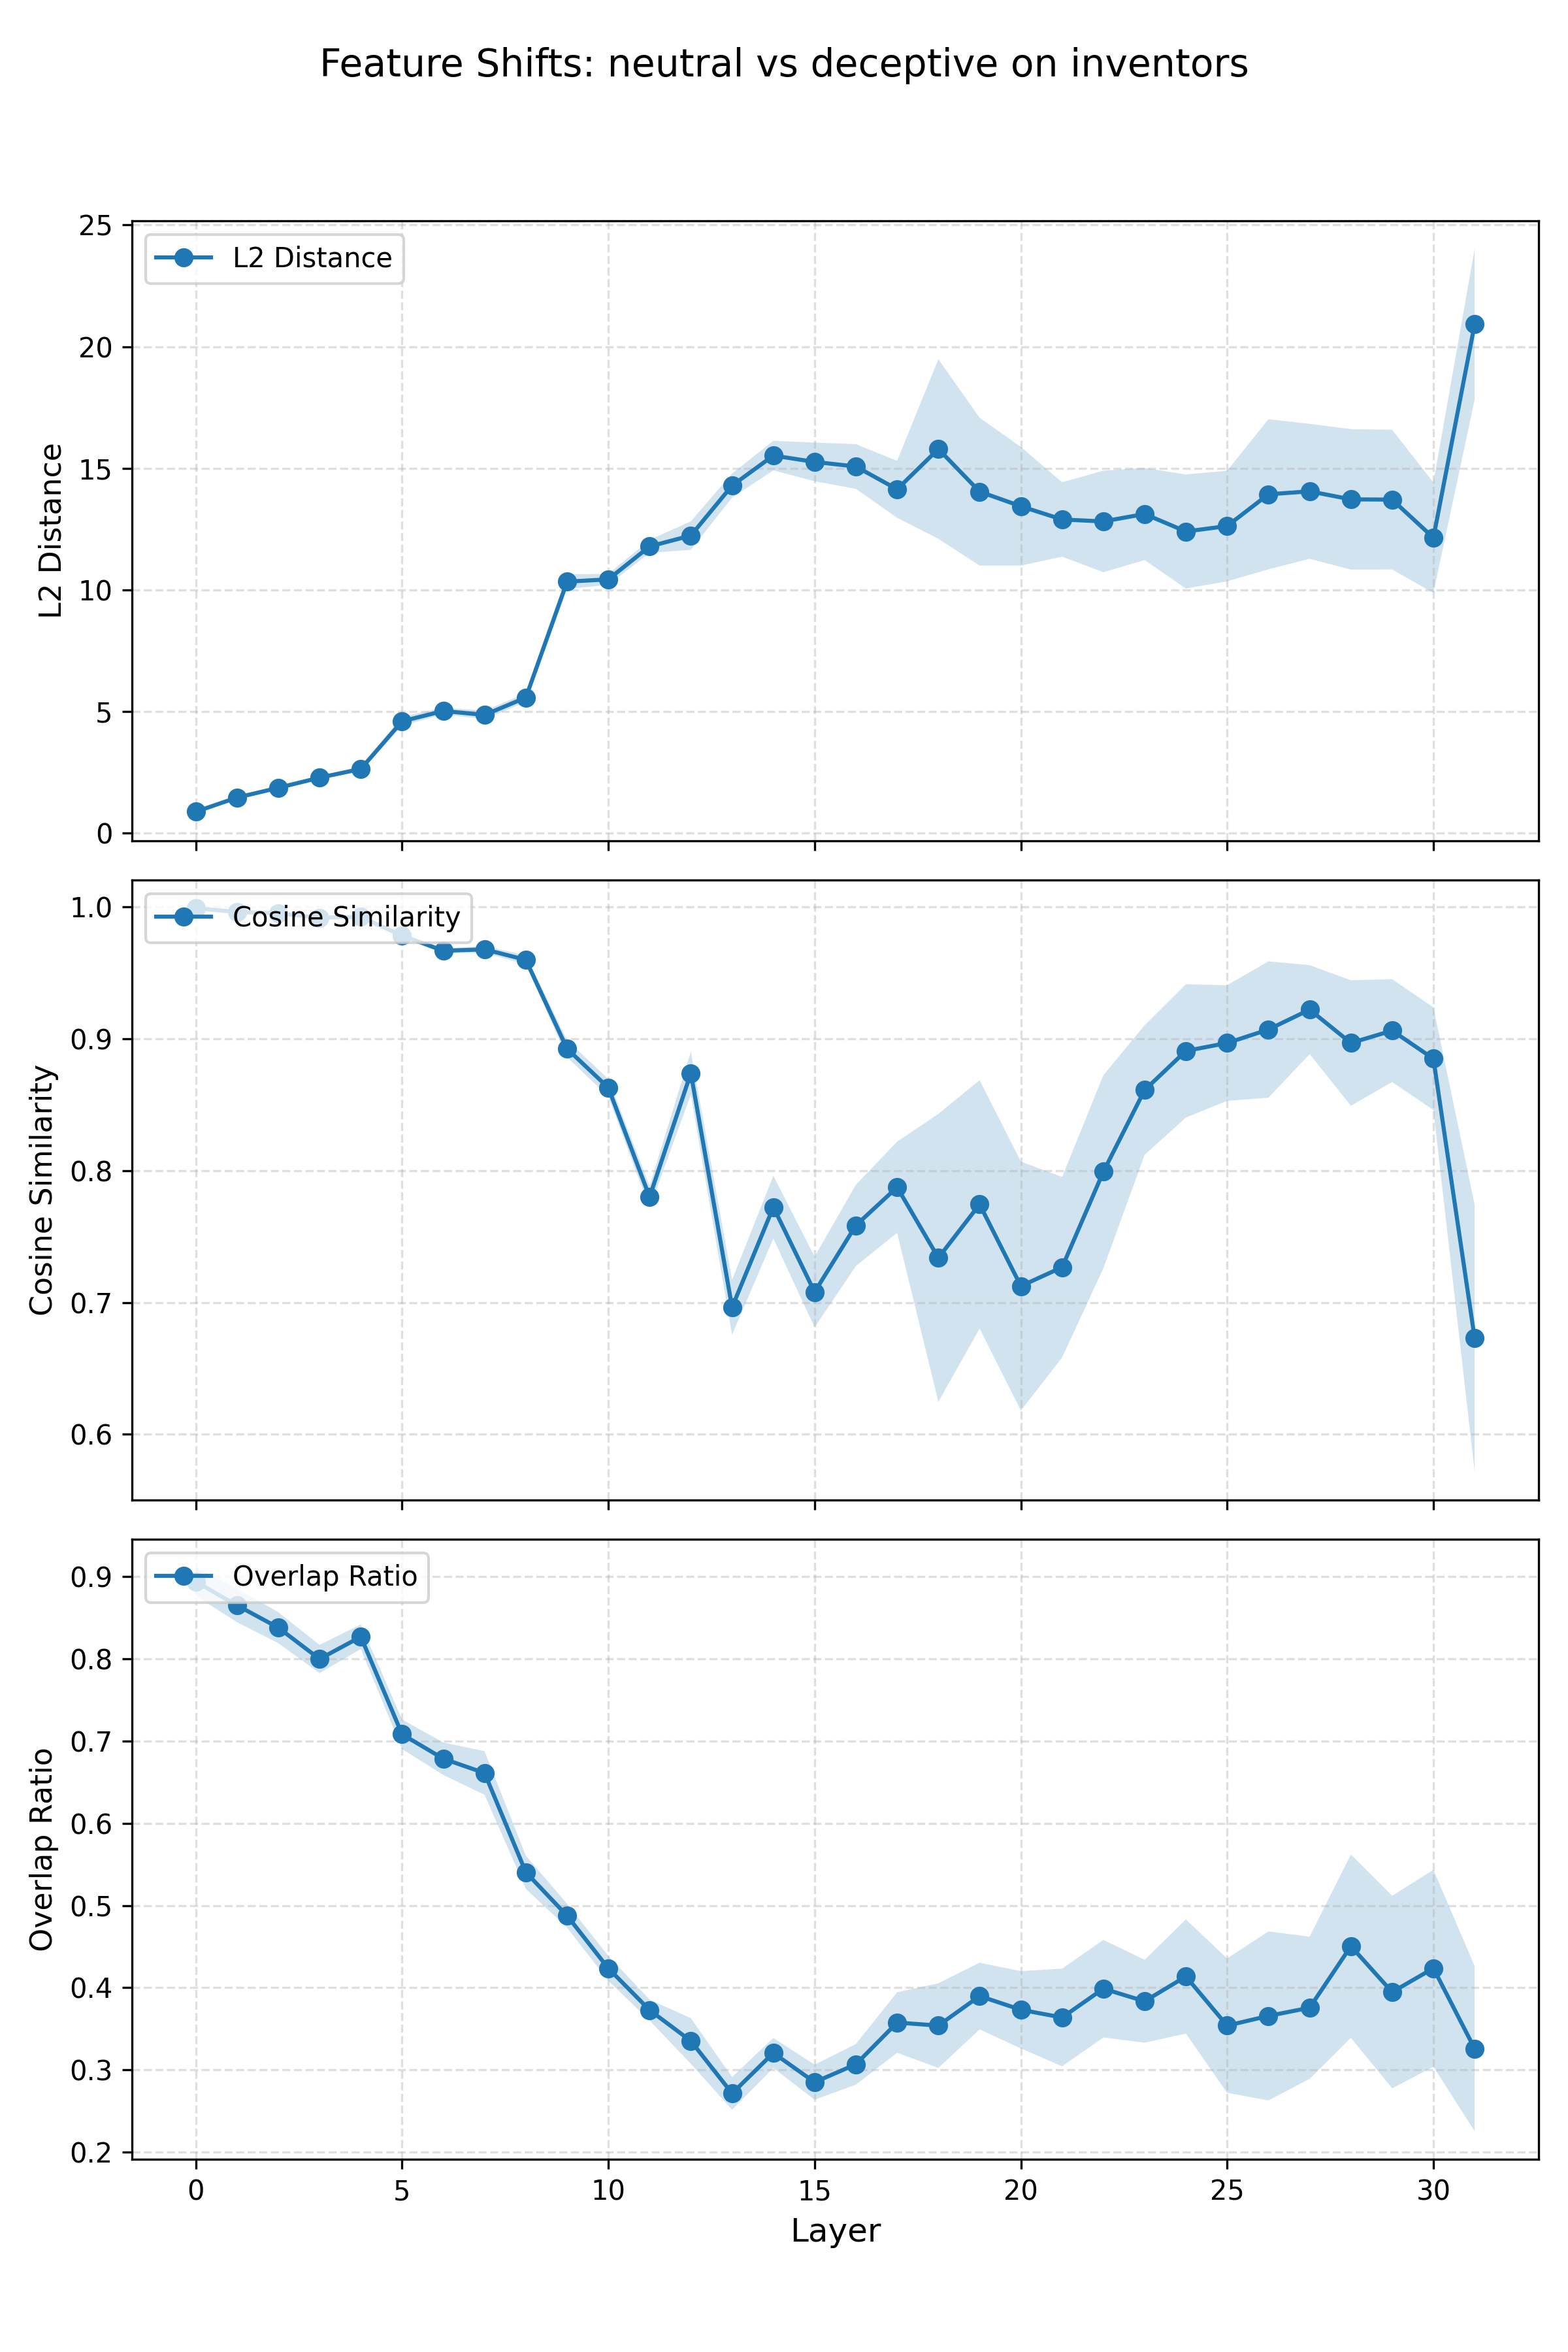 Feature Shifts: neutral vs deceptive on inventors
25
20
15
10
5
0
L2 Distance
L2 Distance
1.0
0.9
0.8
0.7
0.6
Cosine Similarity
Cosine Similarity
0.9
0.8
0.7
0.6
0.5
0.4
0.3
0.2
Overlap Ratio
Overlap Ratio
0 5 10 15 20 25 30
Layer